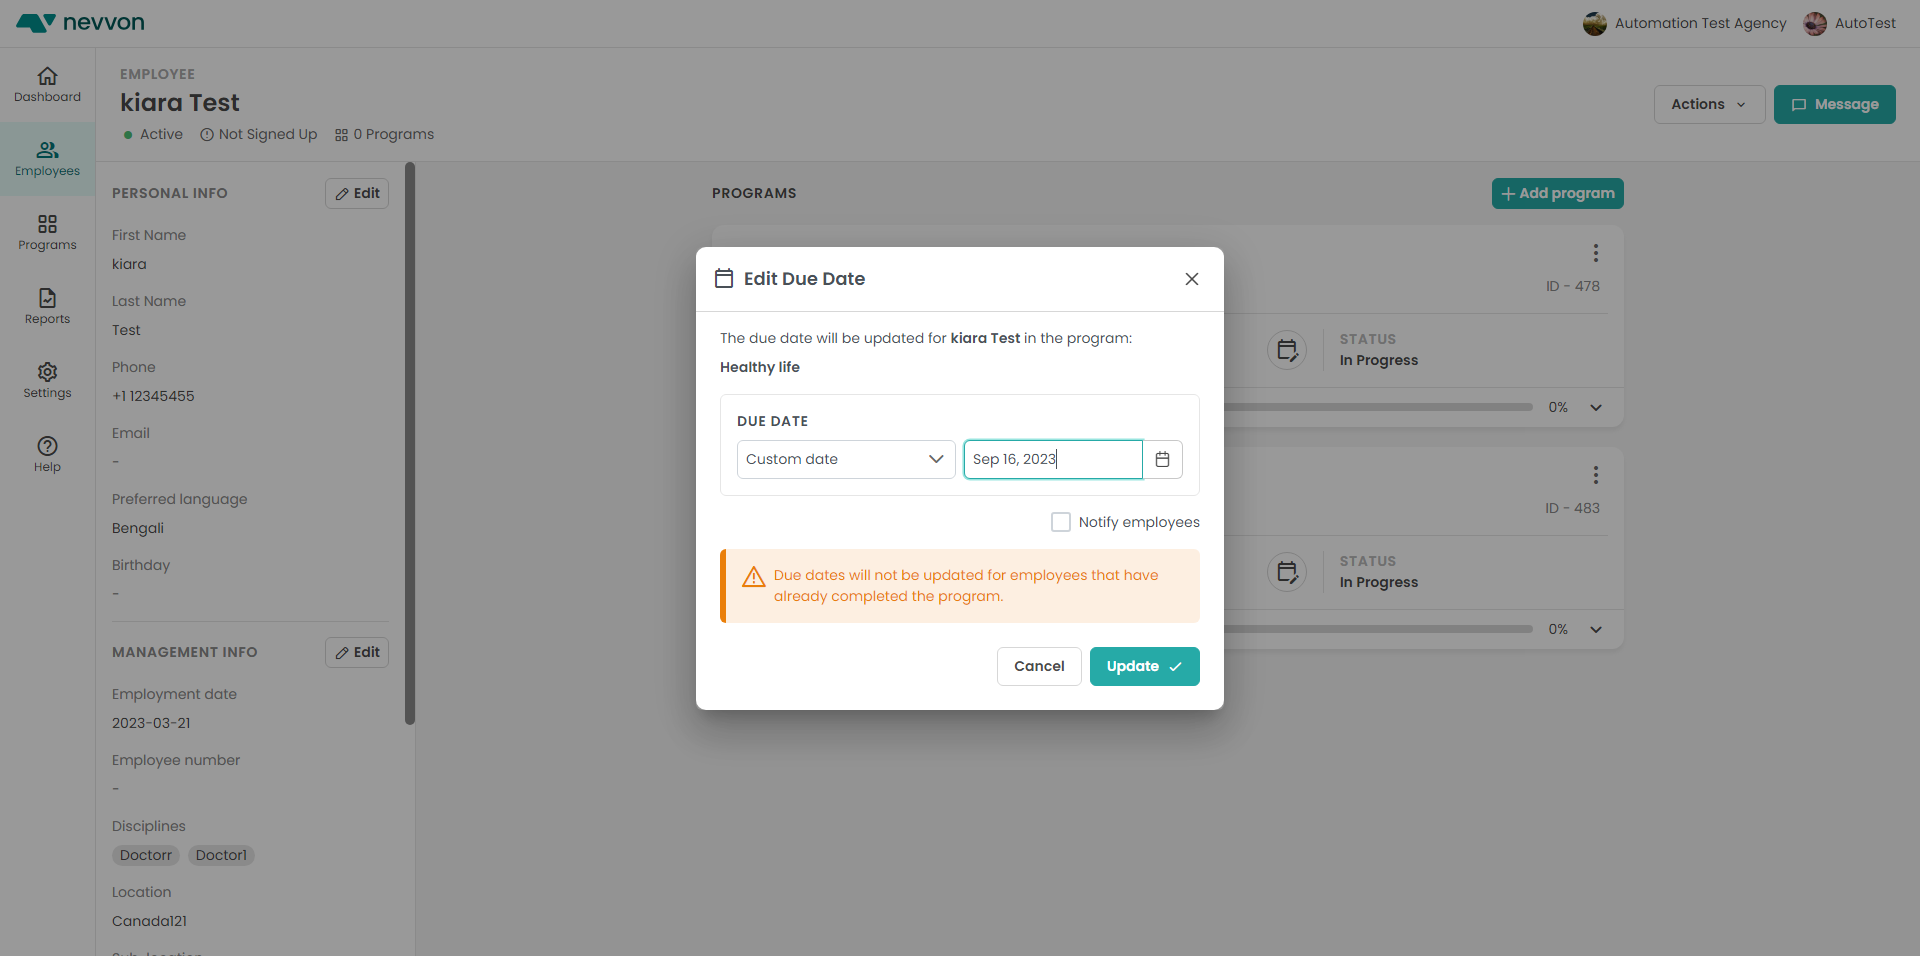 nevvon
Automation Test Agency
AutoTest
Dashboard
Employees
Programs
Reports
Settings
Help
EMPLOYEE
kiara Test
Active
Not Signed Up
0 Programs
Actions
Message
PERSONAL INFO
Edit
First Name
kiara
Last Name
Test
Phone
+1 12345455
Email
-
Preferred language
Bengali
Birthday
-
MANAGEMENT INFO
Edit
Employment date
2023-03-21
Employee number
-
Disciplines
Doctorr Doctor1
Location
Canada121
PROGRAMS
+ Add program
ID - 478
STATUS
In Progress
0%
ID - 483
STATUS
In Progress
0%
Edit Due Date
The due date will be updated for kiara Test in the program:
Healthy life
DUE DATE
Custom date
Sep 16, 2023
Notify employees
Due dates will not be updated for employees that have
already completed the program.
Cancel
Update